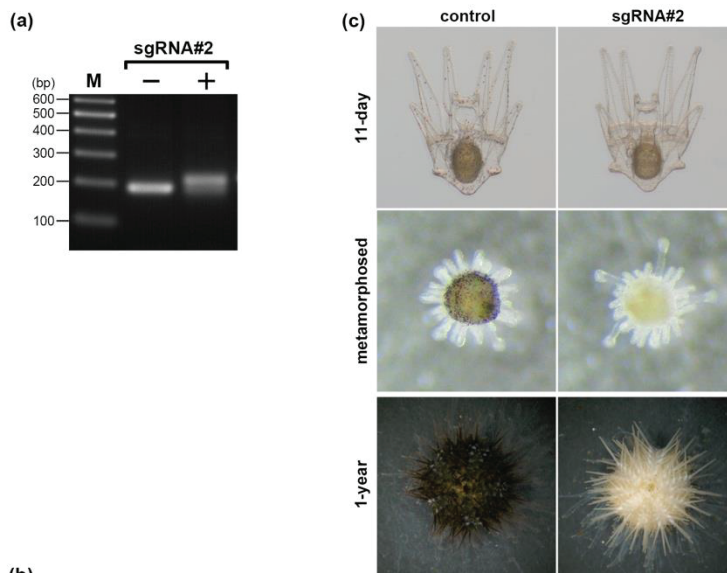 (a)
sgRNA#2
(bp) M − +
600
500
400
300
200
100
(c)
control sgRNA#2
11-day
metamorphosed
1-year
(b)